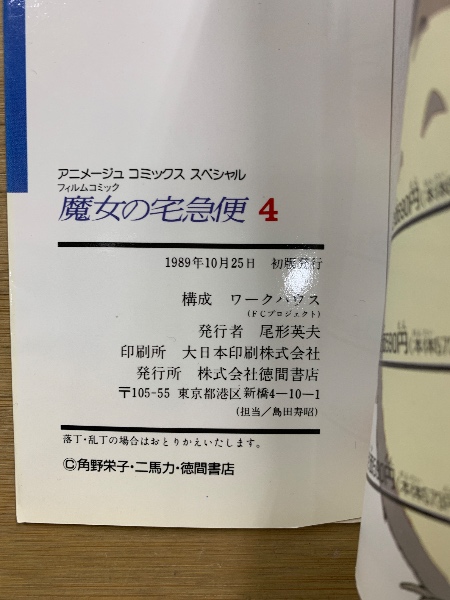 アニメージュ コミックス スペシャル
フィルムコミック
魔女の宅急便 4
1989年10月25日 初版発行
構成 ワークハウス
(FCプロジェクト)
発行者 尾形英夫
印刷所 大日本印刷株式会社
発行所 株式会社徳間書店
〒105-55 東京都港区新橋4-10-1
(担当/島田寿昭)
落丁・乱丁の場合はおとりかえいたします。
©角野栄子・二馬力・徳間書店